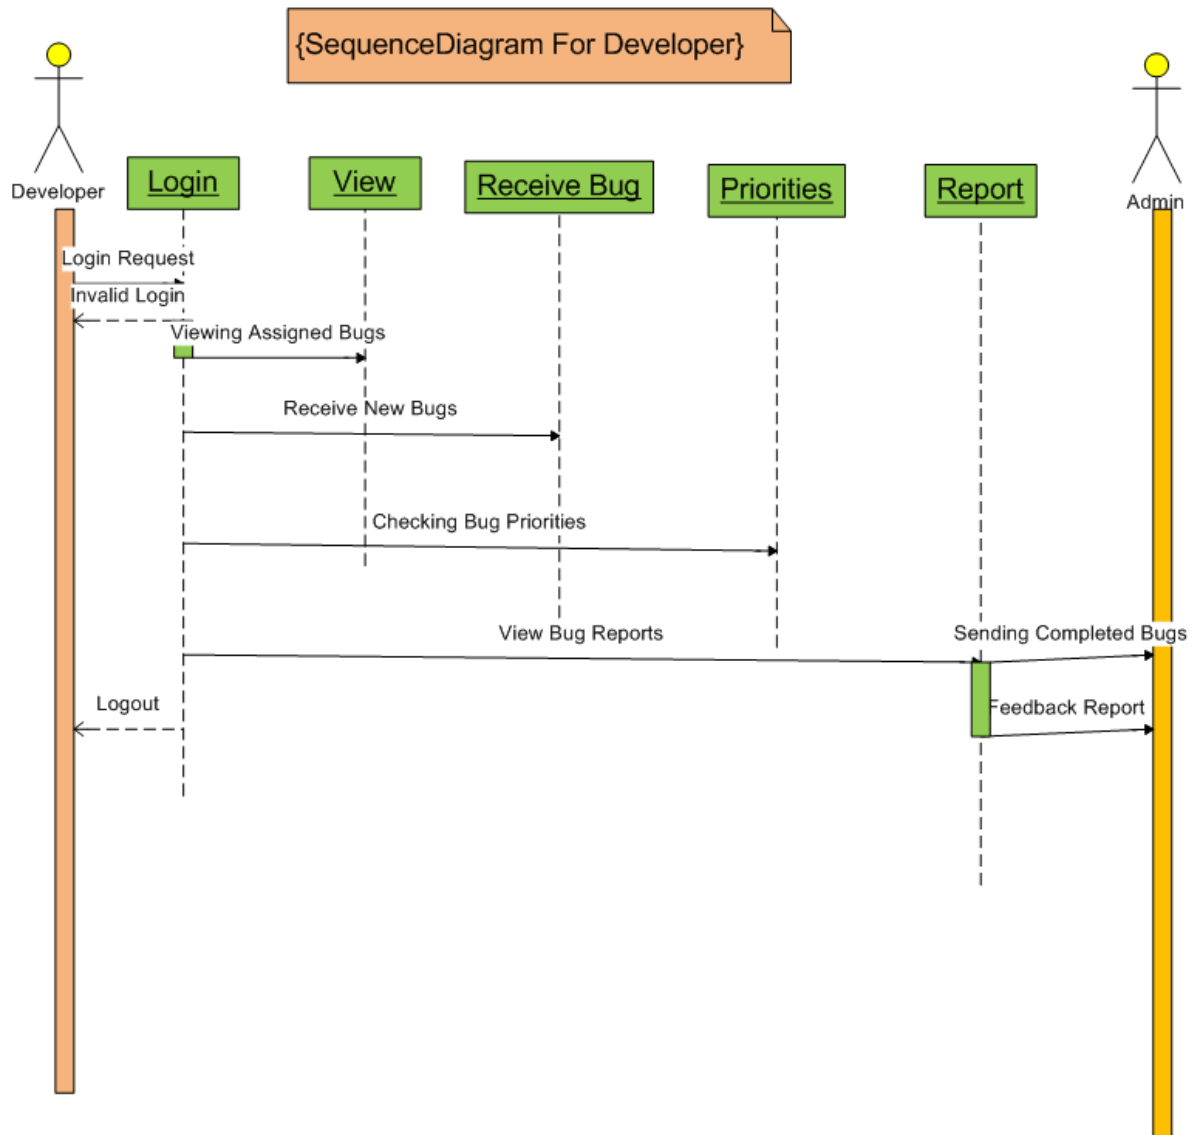 {SequenceDiagram For Developer}
Developer
Login
View
Receive Bug
Priorities
Report
Admin
Login Request
Invalid Login
Viewing Assigned Bugs
Receive New Bugs
Checking Bug Priorities
View Bug Reports
Sending Completed Bugs
Logout
Feedback Report